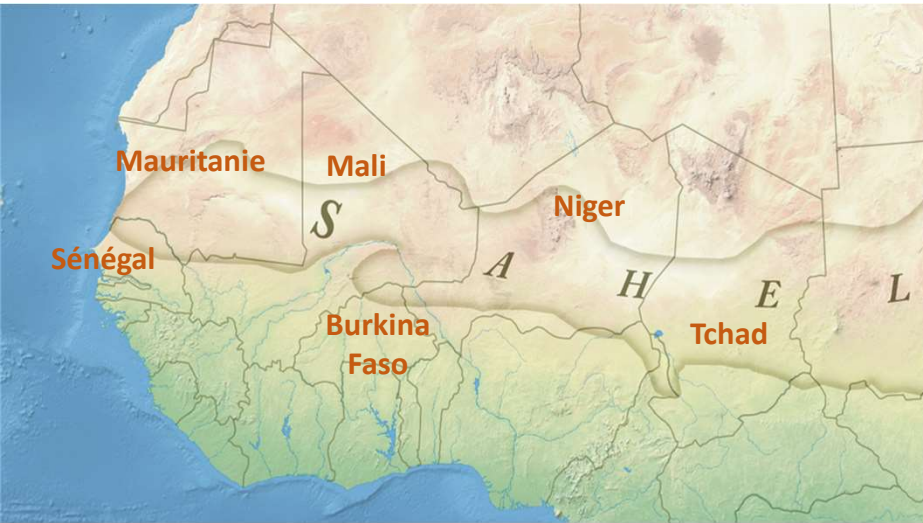 Mauritanie
Mali
Niger
Sénégal
S A H E L
Burkina
Faso
Tchad